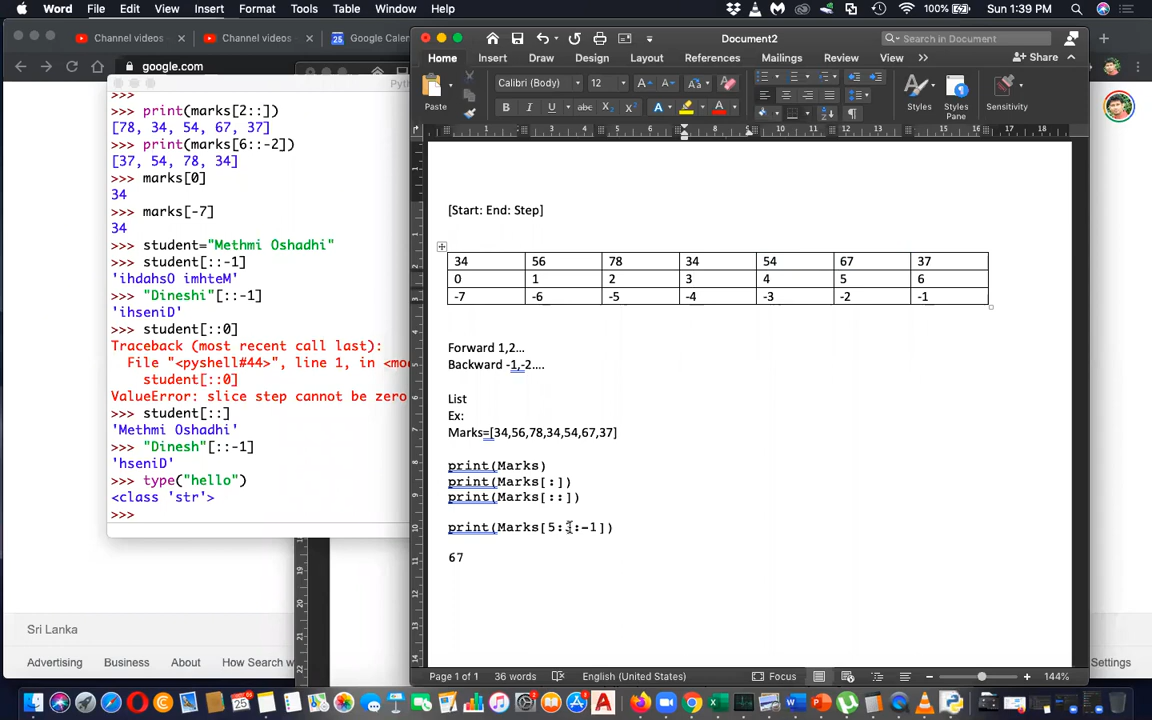 Word File Edit View Insert Format Tools Table Window Help 100% Sun 1:39 PM
Channel videos Channel videos Google Calen
google.com
>>>
>>> print(marks[2::])
[78, 34, 54, 67, 37]
>>> print(marks[6::-2])
[37, 54, 78, 34]
>>> marks[0]
34
>>> marks[-7]
34
>>> student="Methmi Oshadhi"
>>> student[::-1]
'ihdahsO imhteM'
>>> "Dineshi"[::-1]
'ihseniD'
>>> student[::0]
Traceback (most recent call last):
File "<pyshell#44>", line 1, in <mo
student[::0]
ValueError: slice step cannot be zero
>>> student[::]
'Methmi Oshadhi'
>>> "Dinesh"[::-1]
'hseniD'
>>> type("hello")
<class 'str'>
>>>
Sri Lanka
Advertising Business About How Search w
Settings
Document2
Search in Document
Home Insert Draw Design Layout References Mailings Review View Share
Paste
Calibri (Body) 12
B I U abc X₂ X²
Styles
Styles Pane
Sensitivity
[Start: End: Step]
34 56 78 34 54 67 37
0 1 2 3 4 5 6
-7 -6 -5 -4 -3 -2 -1
Forward 1,2...
Backward -1,-2....
List
Ex:
Marks=[34,56,78,34,54,67,37]
print(Marks)
print(Marks[:])
print(Marks[::])
67
Page 1 of 1 36 words English (United States) Focus 144%